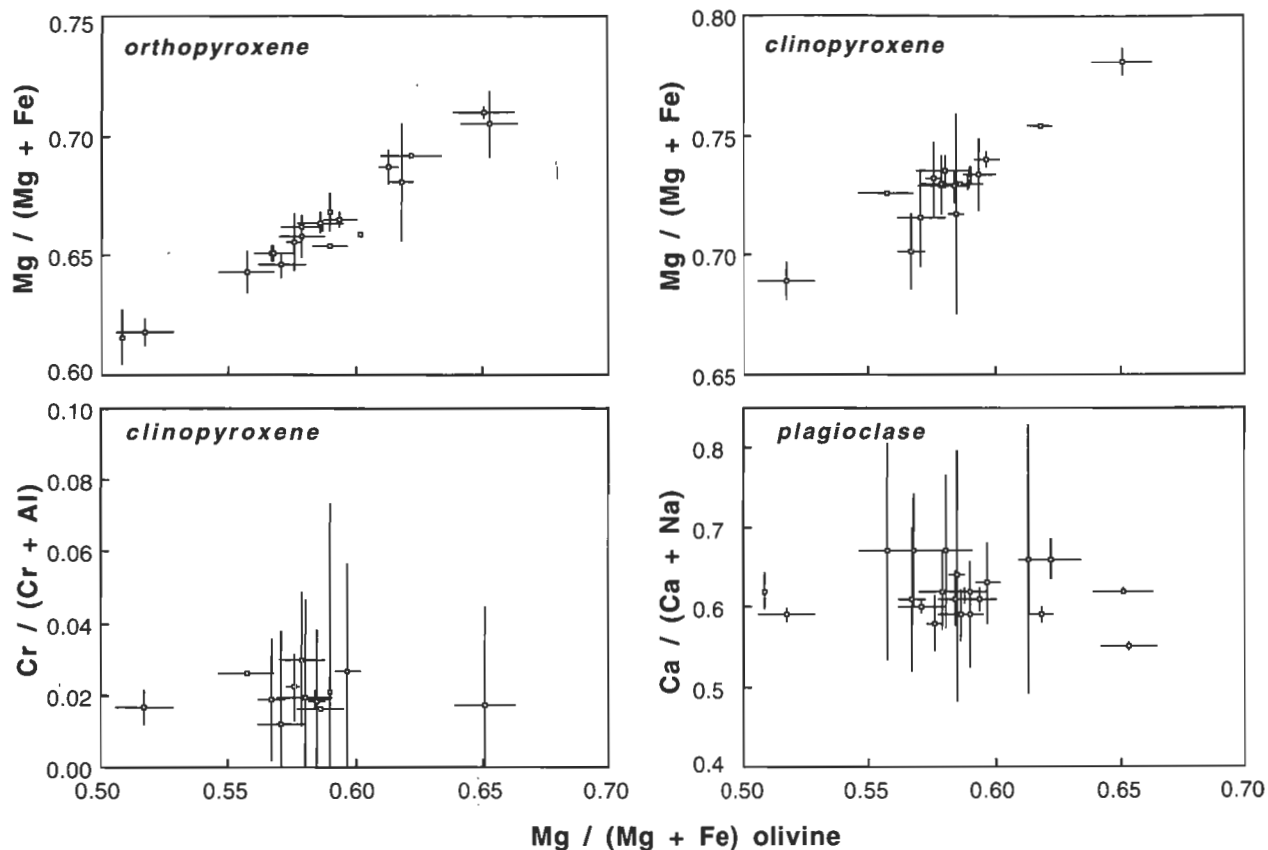 0.75
orthopyroxene
0.70
0.65
0.60
Mg / (Mg + Fe)
0.80
clinopyroxene
0.75
0.70
0.65
Mg / (Mg + Fe)
0.10
clinopyroxene
0.08
0.06
0.04
0.02
0.00
Cr / (Cr + Al)
0.50 0.55 0.60 0.65 0.70
plagioclase
0.8
0.7
0.6
0.5
0.4
Ca / (Ca + Na)
0.50 0.55 0.60 0.65 0.70
Mg / (Mg + Fe) olivine